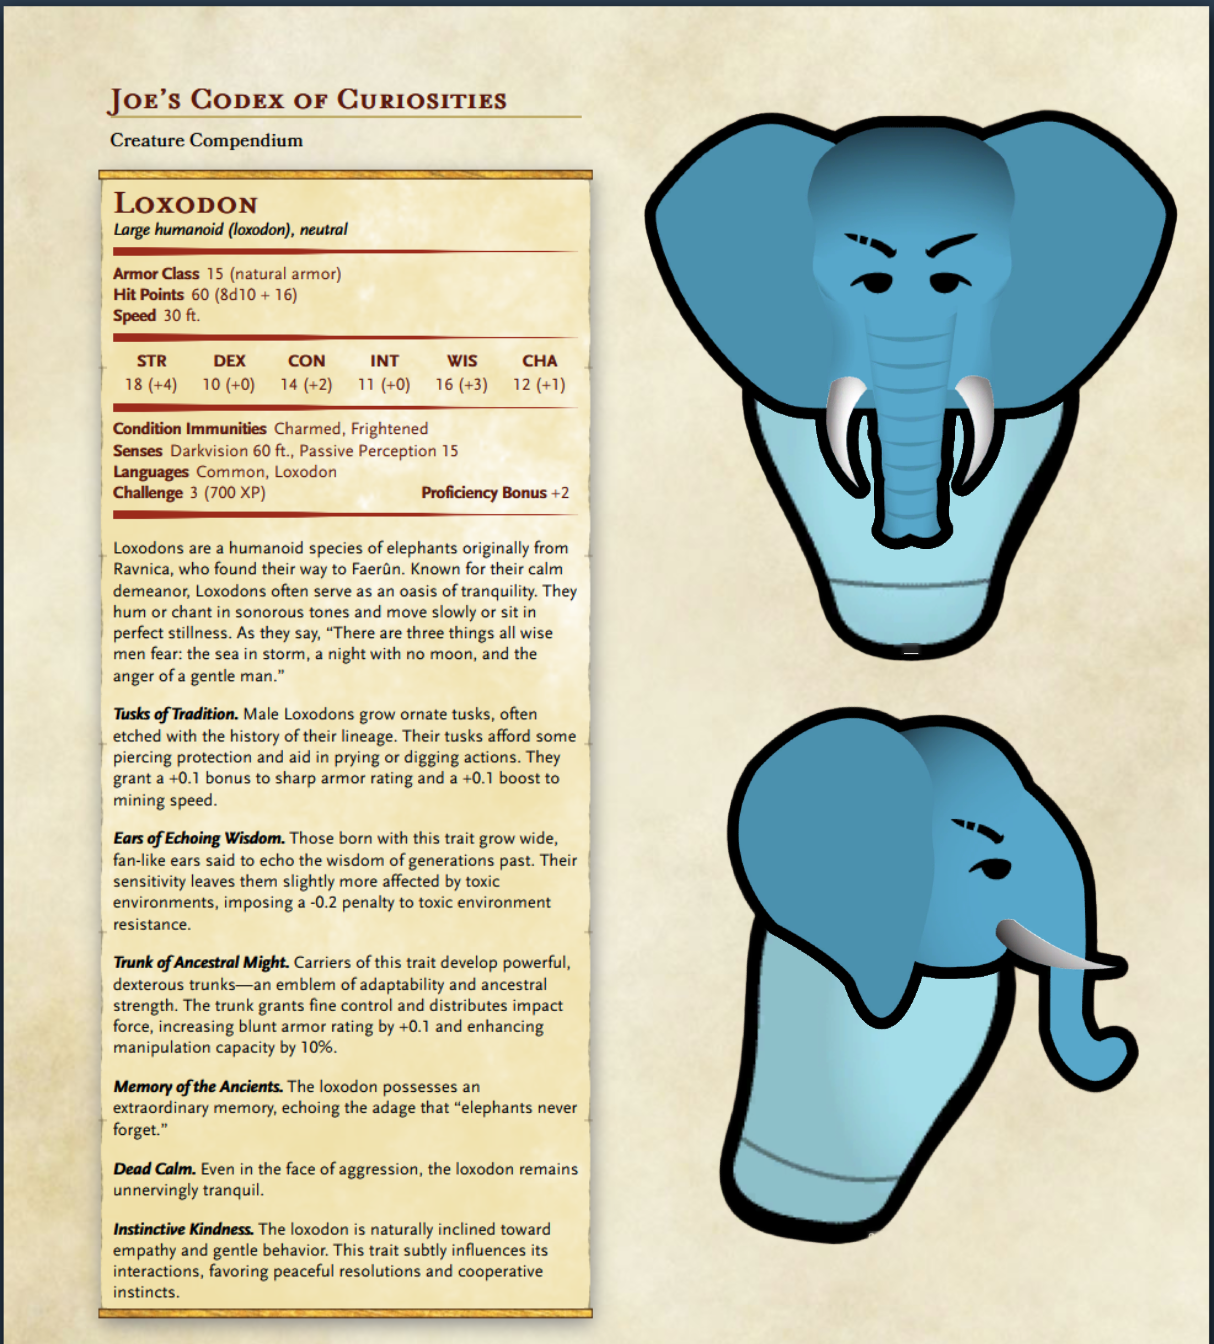 Joe's Codex of Curiosities
Creature Compendium
Loxodon
Large humanoid (loxodon), neutral
Armor Class 15 (natural armor)
Hit Points 60 (8d10 + 16)
Speed 30 ft.
STR DEX CON INT WIS CHA
18 (+4) 10 (+0) 14 (+2) 11 (+0) 16 (+3) 12 (+1)
Condition Immunities Charmed, Frightened
Senses Darkvision 60 ft., Passive Perception 15
Languages Common, Loxodon
Challenge 3 (700 XP) Proficiency Bonus +2
Loxodons are a humanoid species of elephants originally from
Ravnica, who found their way to Faerûn. Known for their calm
demeanor, Loxodons often serve as an oasis of tranquility. They
hum or chant in sonorous tones and move slowly or sit in
perfect stillness. As they say, “There are three things all wise
men fear: the sea in storm, a night with no moon, and the
anger of a gentle man.”
Tusks of Tradition. Male Loxodons grow ornate tusks, often
etched with the history of their lineage. Their tusks afford some
piercing protection and aid in prying or digging actions. They
grant a +0.1 bonus to sharp armor rating and a +0.1 boost to
mining speed.
Ears of Echoing Wisdom. Those born with this trait grow wide,
fan-like ears said to echo the wisdom of generations past. Their
sensitivity leaves them slightly more affected by toxic
environments, imposing a -0.2 penalty to toxic environment
resistance.
Trunk of Ancestral Might. Carriers of this trait develop powerful,
dexterous trunks—an emblem of adaptability and ancestral
strength. The trunk grants fine control and distributes impact
force, increasing blunt armor rating by +0.1 and enhancing
manipulation capacity by 10%.
Memory of the Ancients. The loxodon possesses an
extraordinary memory, echoing the adage that “elephants never
forget.”
Dead Calm. Even in the face of aggression, the loxodon remains
unnervingly tranquil.
Instinctive Kindness. The loxodon is naturally inclined toward
empathy and gentle behavior. This trait subtly influences its
interactions, favoring peaceful resolutions and cooperative
instincts.